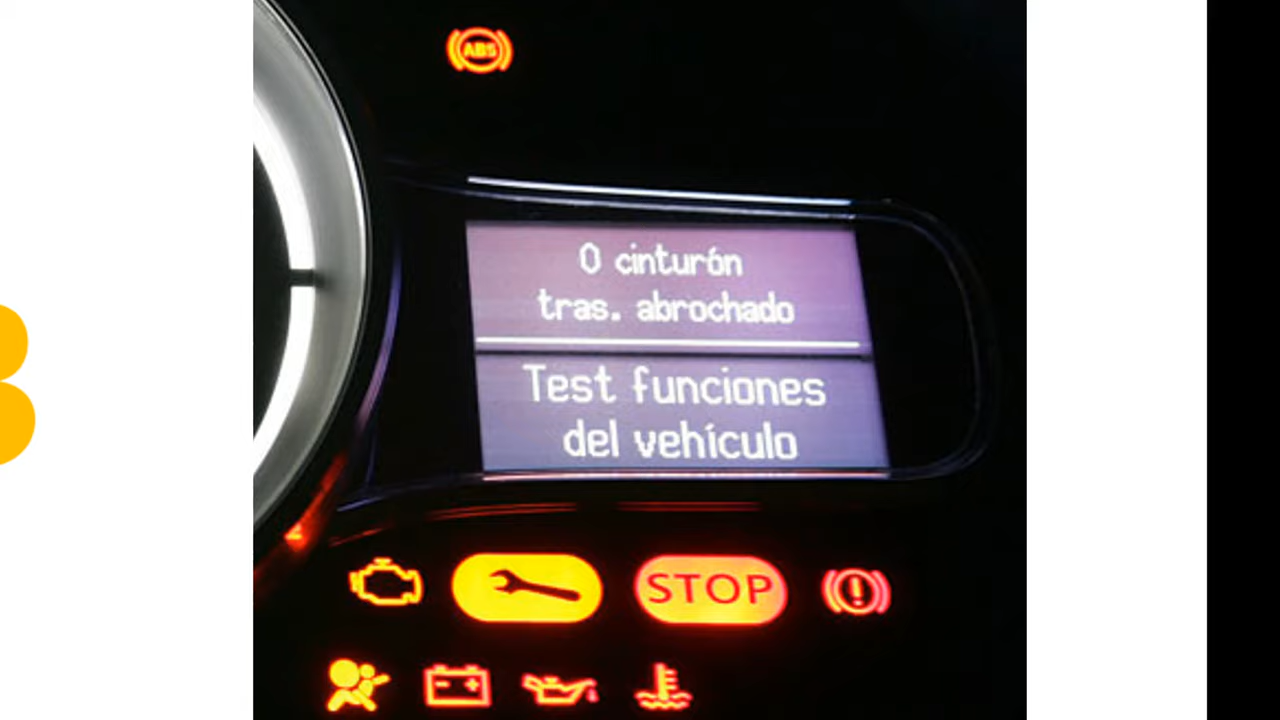 ABS
0 cinturón
tras. abrochado
Test funciones
del vehículo
STOP